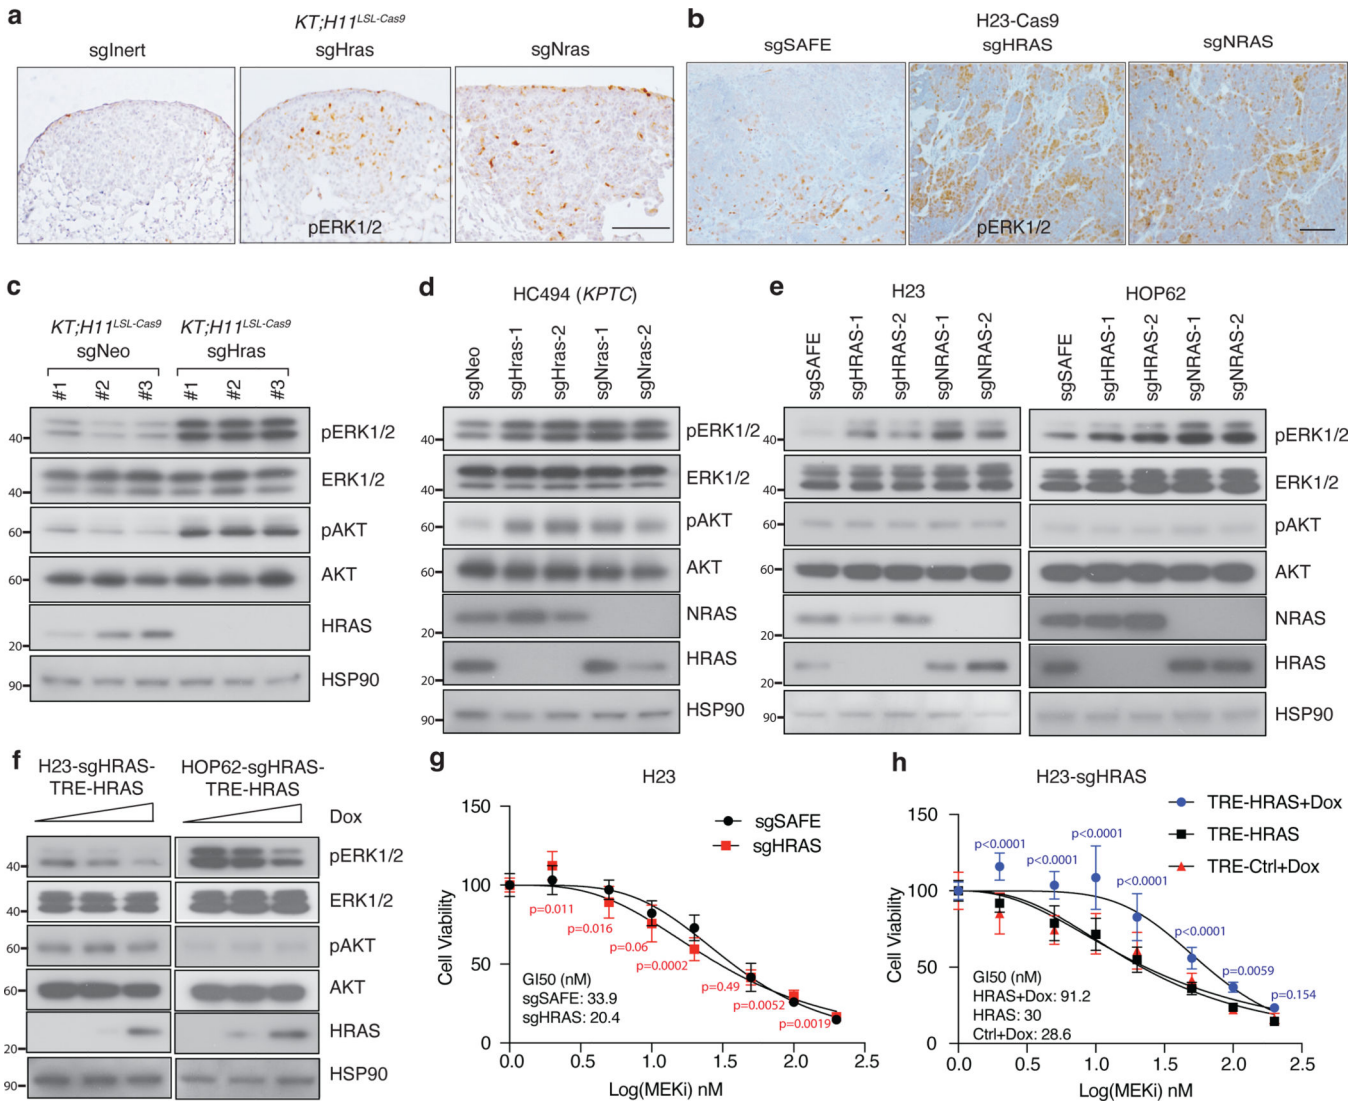 a
KT;H11^LSL-Cas9
sgInert
sgHras
sgNras
pERK1/2
b
H23-Cas9
sgSAFE
sgHRAS
sgNRAS
pERK1/2
c
KT;H11^LSL-Cas9 KT;H11^LSL-Cas9
sgNeo
sgHras
#1
#2
#3
#1
#2
#3
40
pERK1/2
40
ERK1/2
60
pAKT
60
AKT
20
HRAS
90
HSP90
d
HC494 (KPTC)
sgNeo
sgHras-1
sgHras-2
sgNras-1
sgNras-2
40
pERK1/2
40
ERK1/2
60
pAKT
60
AKT
20
NRAS
20
HRAS
90
HSP90
e
H23
HOP62
sgSAFE
sgHRAS-1
sgHRAS-2
sgNRAS-1
sgNRAS-2
sgSAFE
sgHRAS-1
sgHRAS-2
sgNRAS-1
sgNRAS-2
40
pERK1/2
40
ERK1/2
60
pAKT
60
AKT
20
NRAS
20
HRAS
90
HSP90
f
H23-sgHRAS-
TRE-HRAS
HOP62-sgHRAS-
TRE-HRAS
Dox
40
pERK1/2
40
ERK1/2
60
pAKT
60
AKT
20
HRAS
90
HSP90
g
H23
150
100
50
0
Cell Viability
sgSAFE
sgHRAS
p=0.011
p=0.016
p=0.06
p=0.0002
p=0.49
p=0.0052
p=0.0019
GI50 (nM)
sgSAFE: 33.9
sgHRAS: 20.4
0.0 0.5 1.0 1.5 2.0 2.5
Log(MEKi) nM
h
H23-sgHRAS
150
100
50
0
Cell Viability
TRE-HRAS+Dox
TRE-HRAS
TRE-Ctrl+Dox
p<0.0001
p<0.0001
p<0.0001
p<0.0001
p<0.0001
p=0.0059
p=0.154
GI50 (nM)
HRAS+Dox: 91.2
HRAS: 30
Ctrl+Dox: 28.6
0.0 0.5 1.0 1.5 2.0 2.5
Log(MEKi) nM